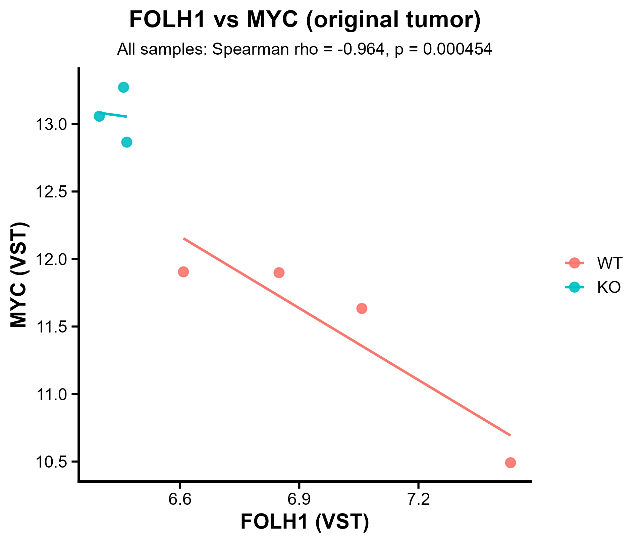 FOLH1 vs MYC (original tumor)
All samples: Spearman rho = -0.964, p = 0.000454
MYC (VST)
13.0
12.5
12.0
11.5
11.0
10.5
6.6 6.9 7.2
FOLH1 (VST)
WT
KO